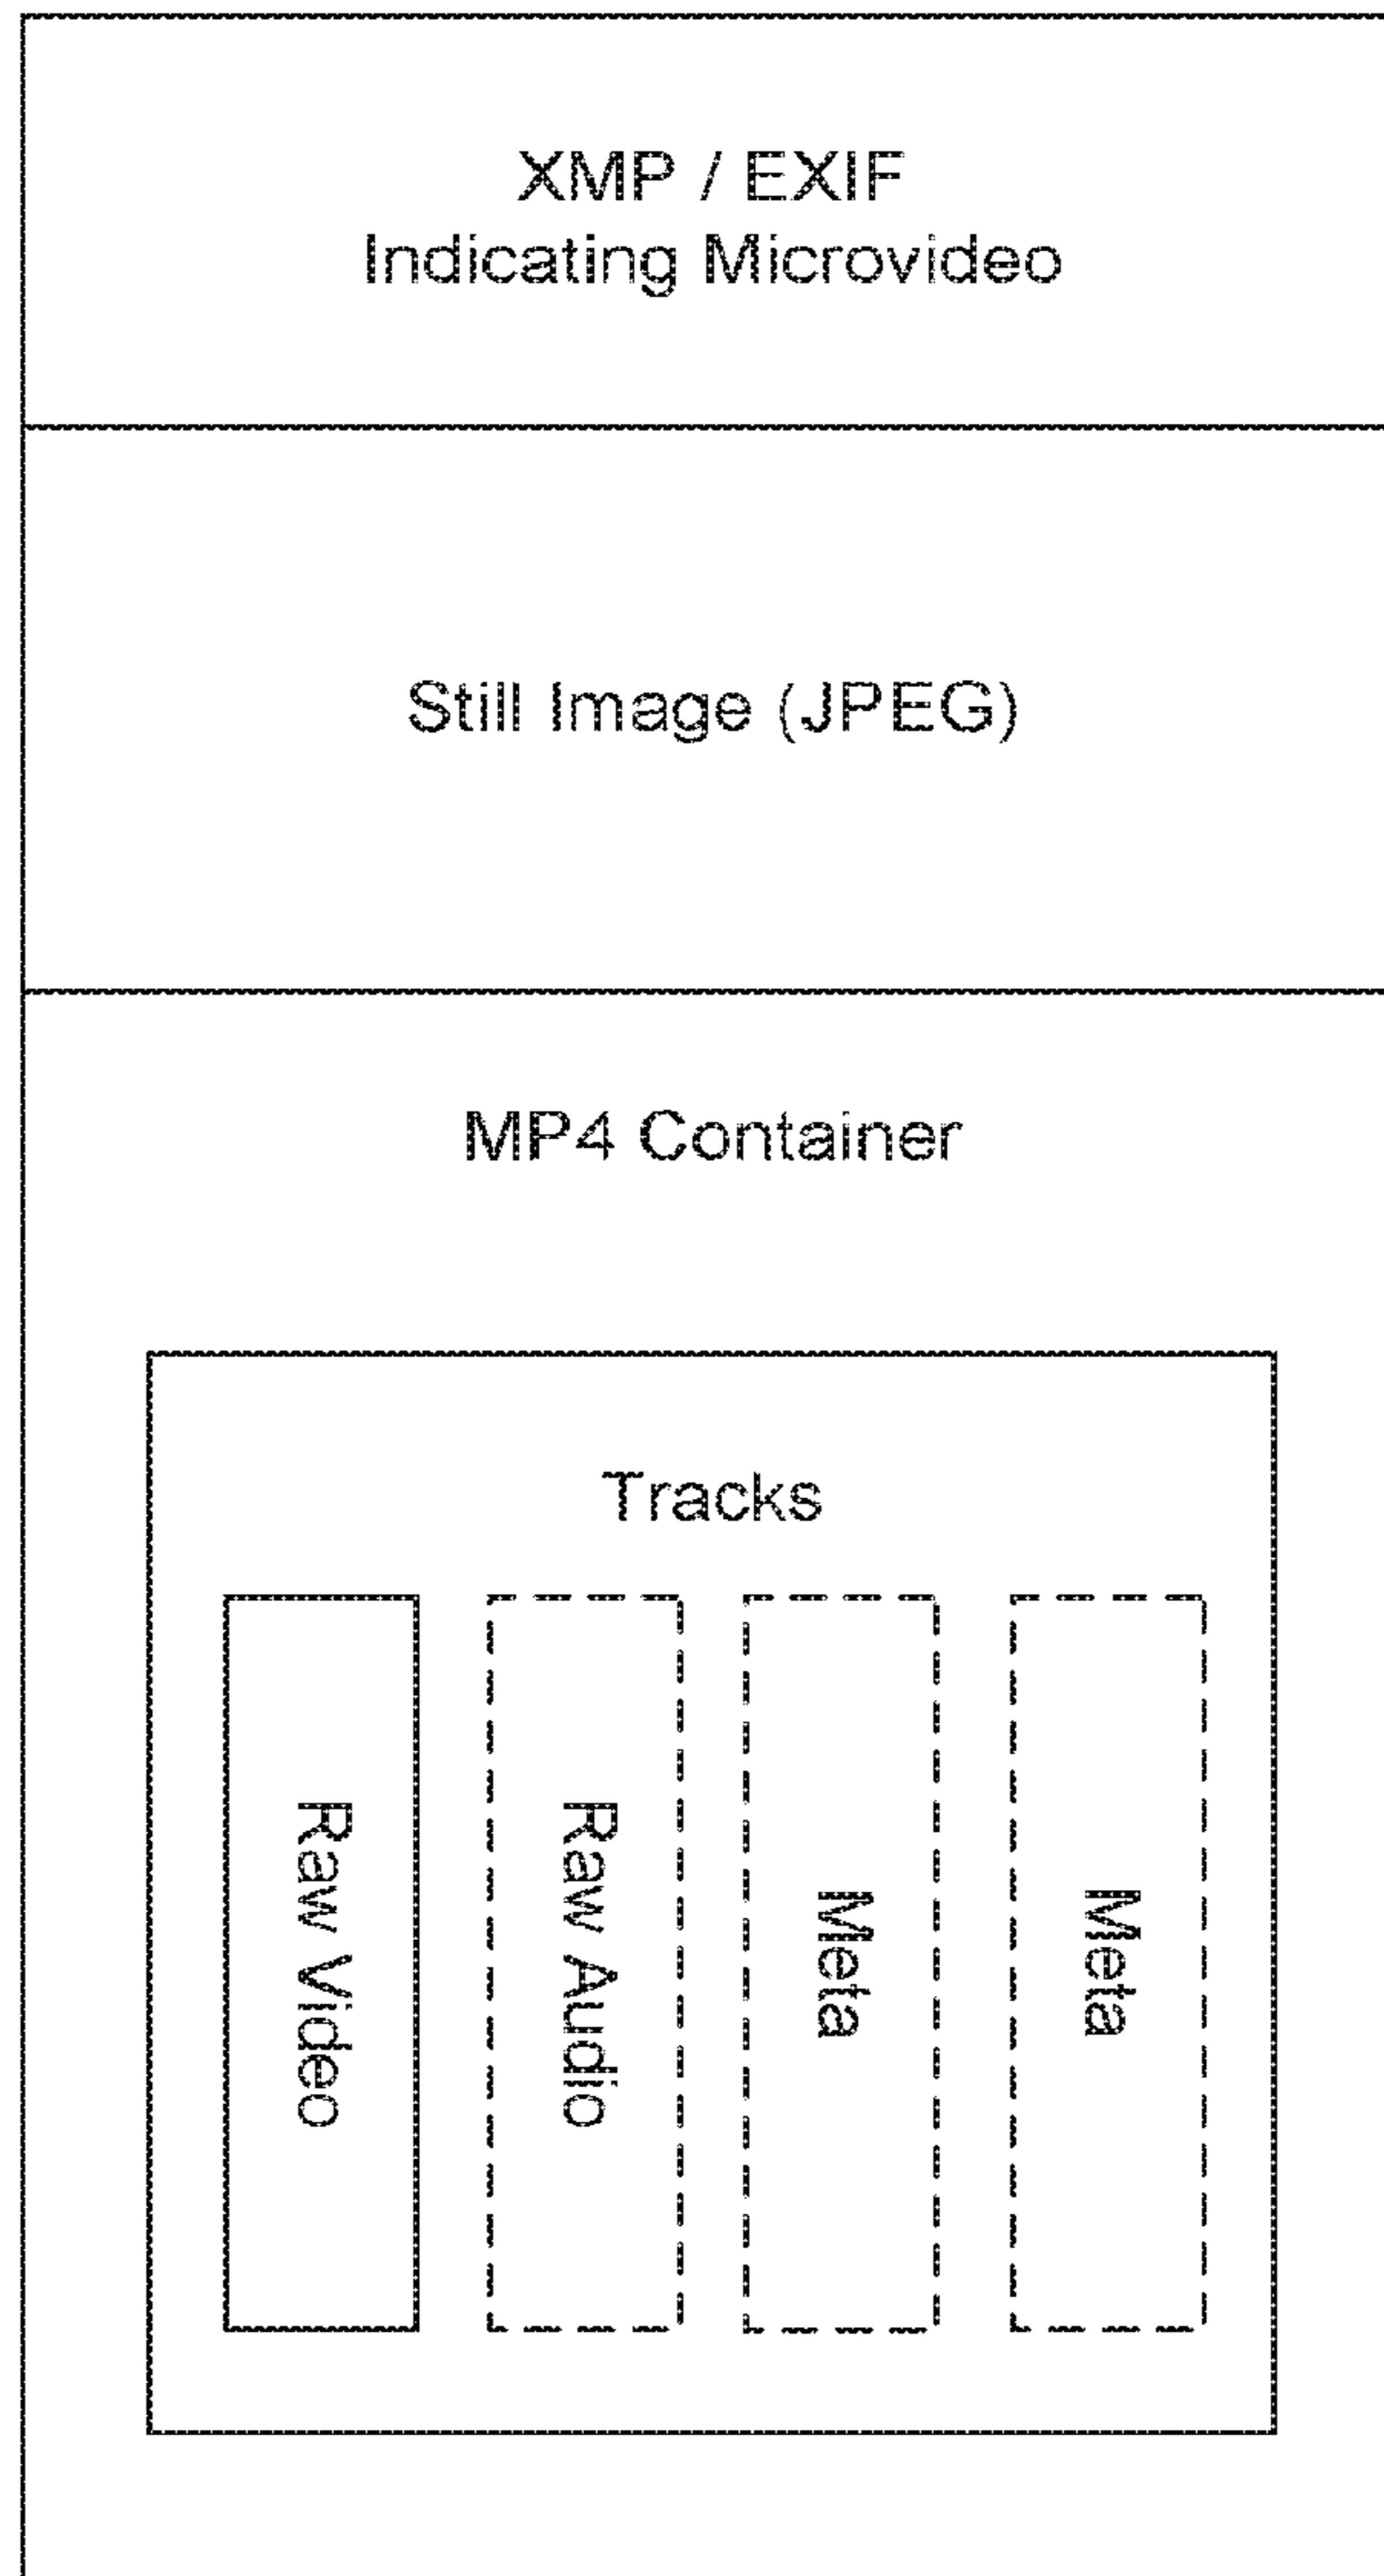 XMP / EXIF
Indicating Microvideo
Still Image (JPEG)
MP4 Container
Tracks
Raw Video
Raw Audio
Meta
Meta